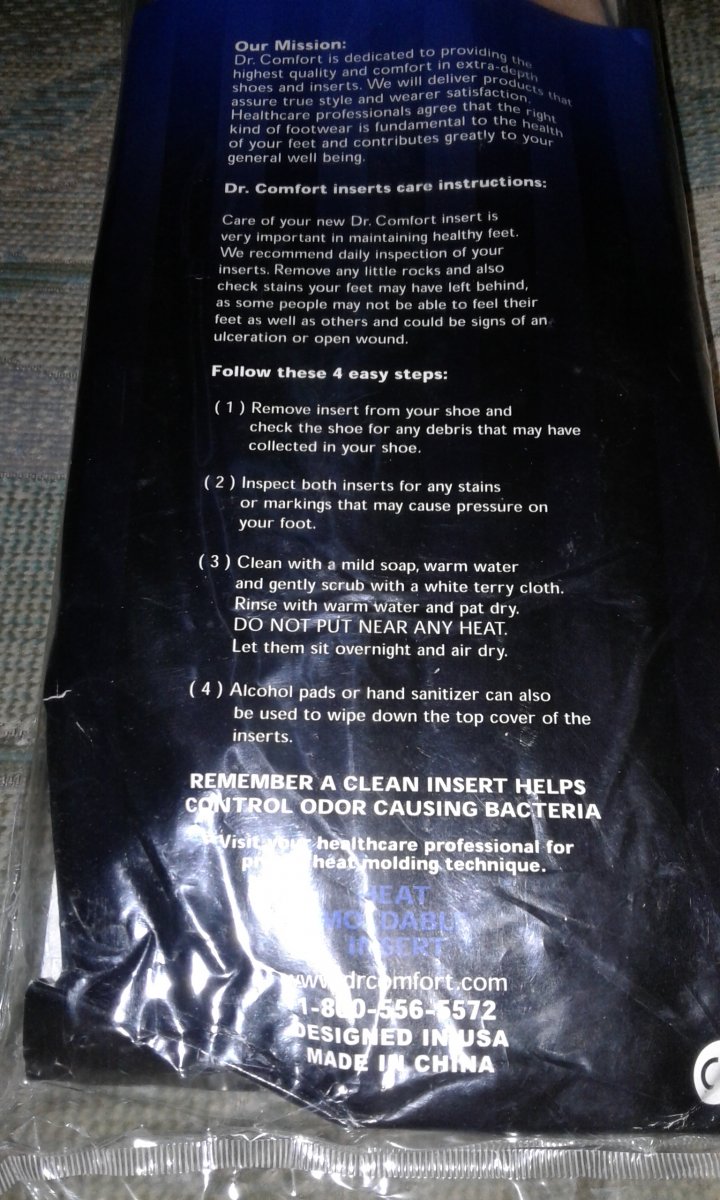 Our Mission:
Dr. Comfort is dedicated to providing the
highest quality and comfort in extra-depth
shoes and inserts. We will deliver products that
assure true style and wearer satisfaction.
Healthcare professionals agree that the right
kind of footwear is fundamental to the health
of your feet and contributes greatly to your
general well being.
Dr. Comfort inserts care instructions:
Care of your new Dr. Comfort insert is
very important in maintaining healthy feet.
We recommend daily inspection of your
inserts. Remove any little rocks and also
check stains your feet may have left behind,
as some people may not be able to feel their
feet as well as others and could be signs of an
ulceration or open wound.
Follow these 4 easy steps:
( 1 ) Remove insert from your shoe and
check the shoe for any debris that may have
collected in your shoe.
( 2 ) Inspect both inserts for any stains
or markings that may cause pressure on
your foot.
( 3 ) Clean with a mild soap, warm water
and gently scrub with a white terry cloth.
Rinse with warm water and pat dry.
DO NOT PUT NEAR ANY HEAT.
Let them sit overnight and air dry.
( 4 ) Alcohol pads or hand sanitizer can also
be used to wipe down the top cover of the
inserts.
REMEMBER A CLEAN INSERT HELPS
CONTROL ODOR CAUSING BACTERIA
Visit your healthcare professional for
heat molding technique.
HEAT
MOLDABLE
INSERT
www.drcomfort.com
1-800-556-5572
DESIGNED IN USA
MADE IN CHINA